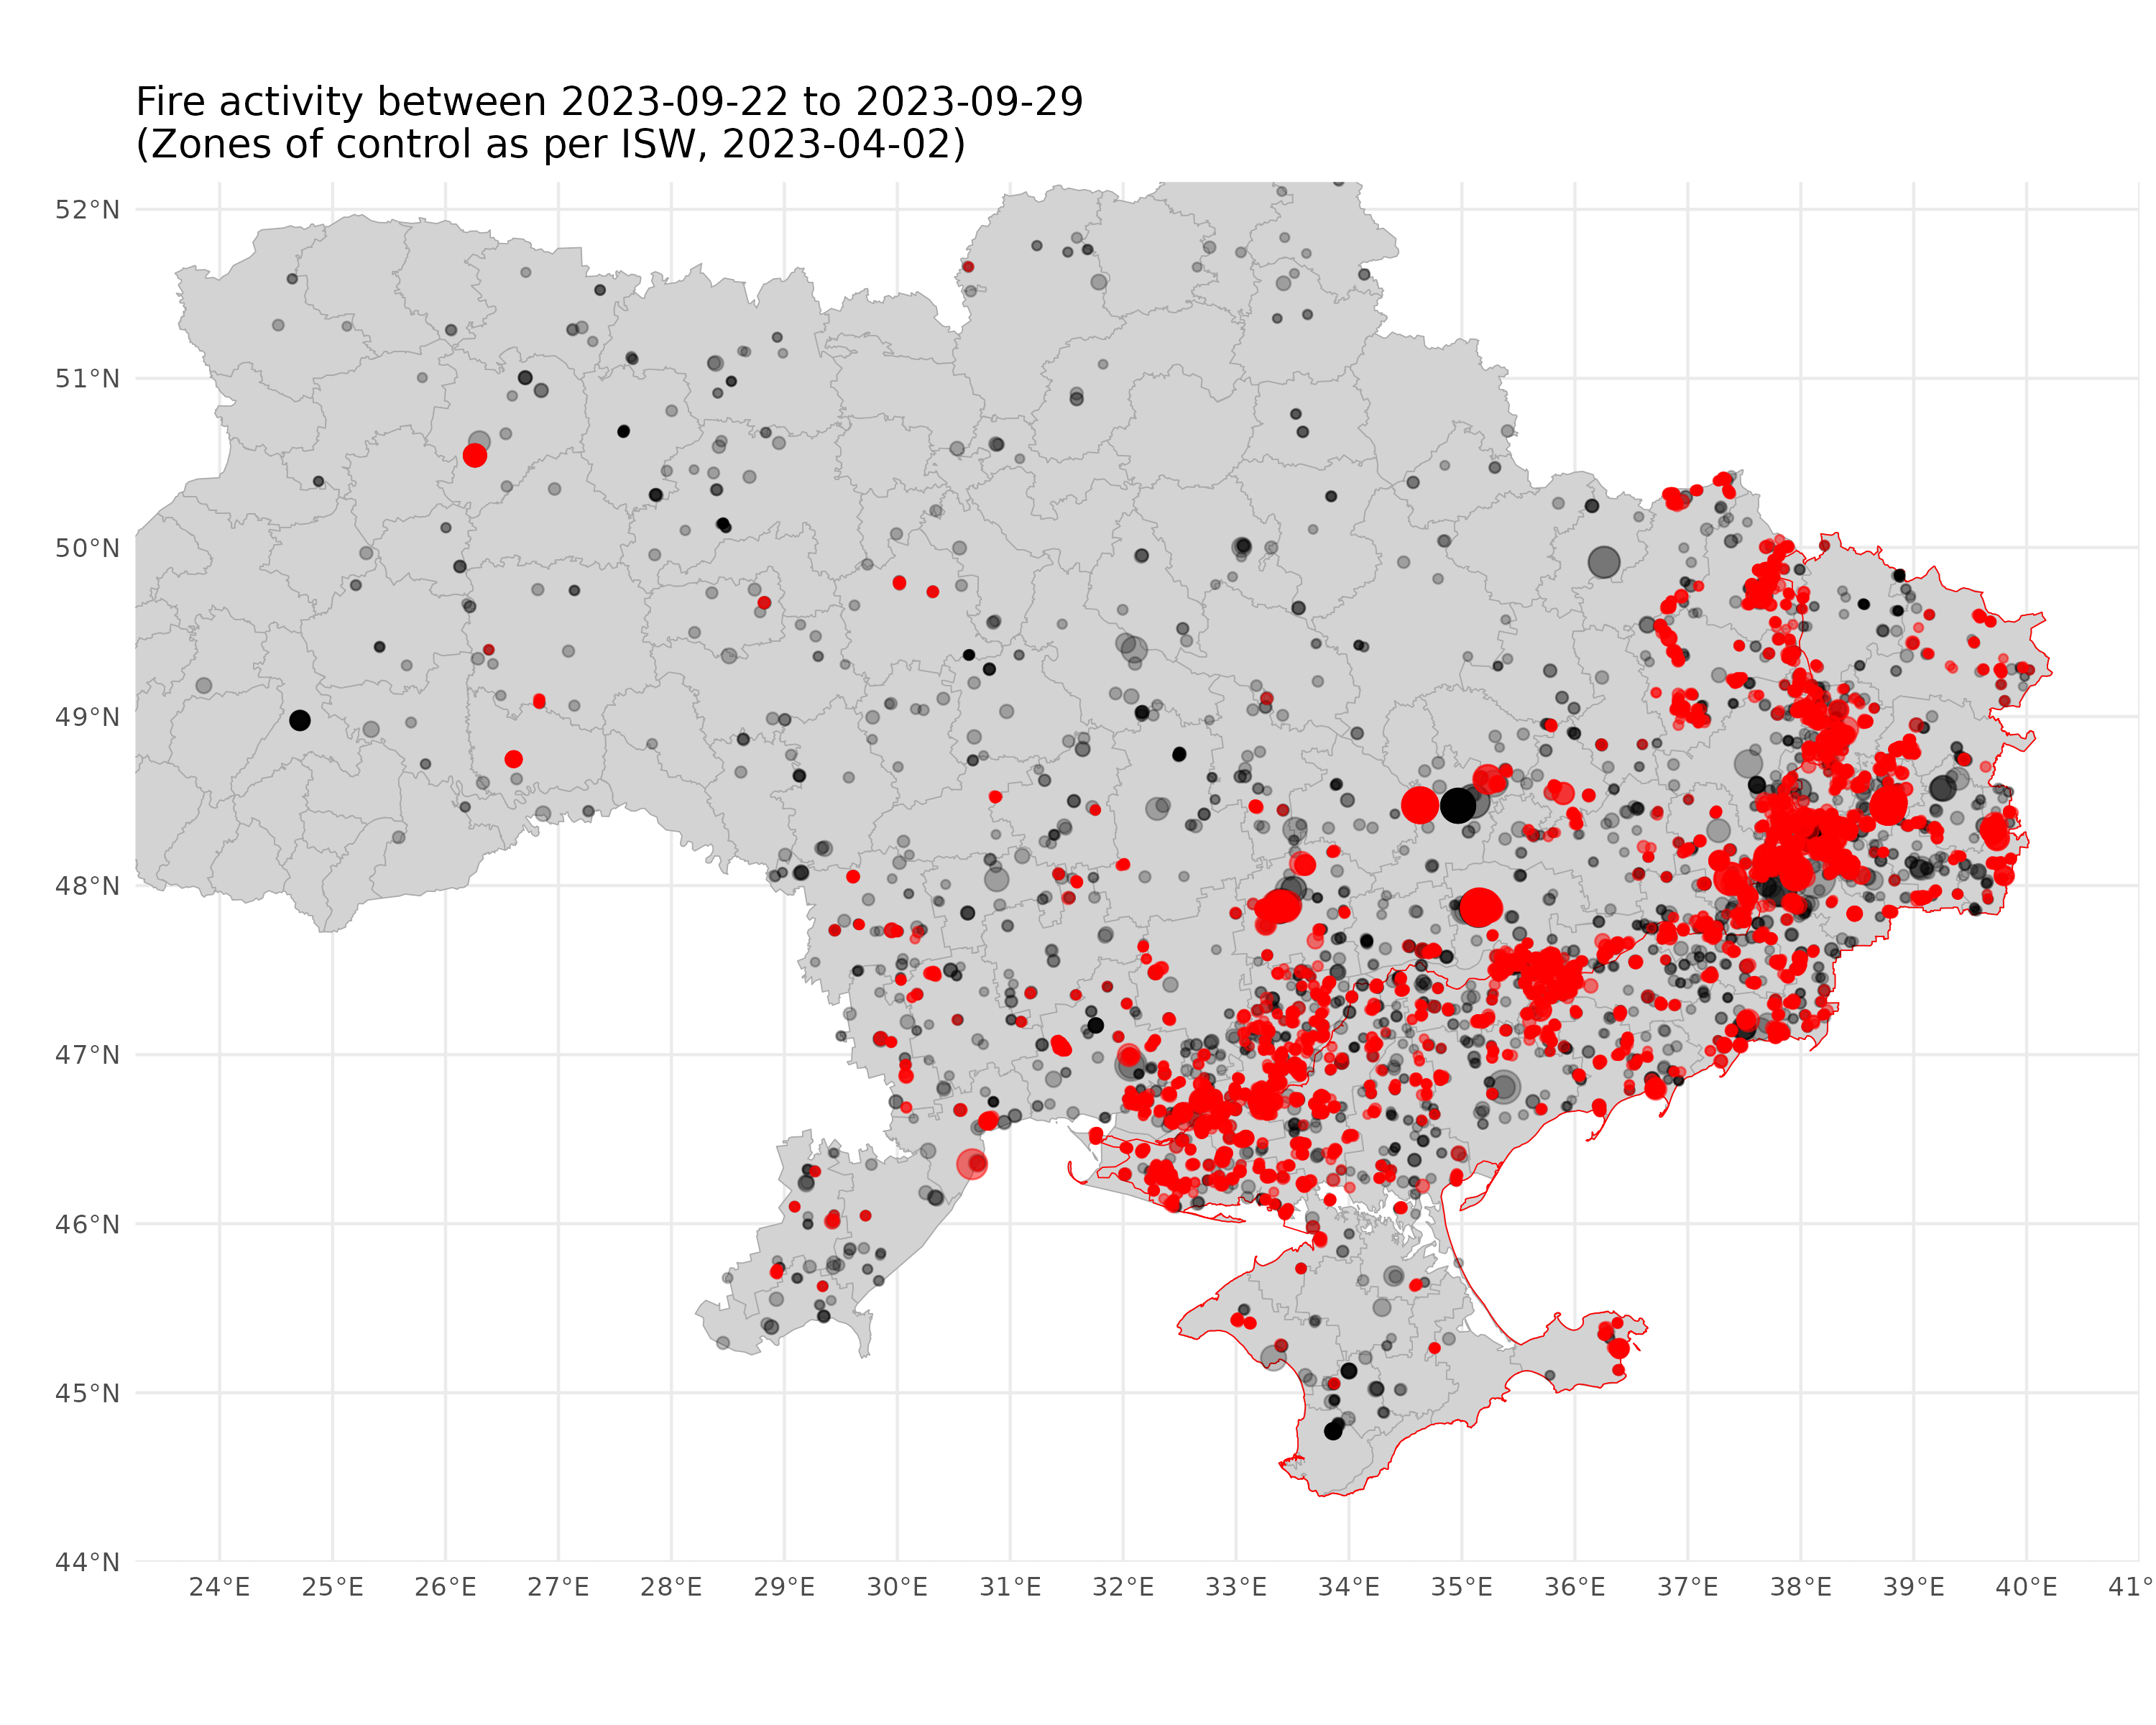 Fire activity between 2023-09-22 to 2023-09-29
(Zones of control as per ISW, 2023-04-02)
52°N
51°N
50°N
49°N
48°N
47°N
46°N
45°N
44°N
24°E 25°E 26°E 27°E 28°E 29°E 30°E 31°E 32°E 33°E 34°E 35°E 36°E 37°E 38°E 39°E 40°E 41°